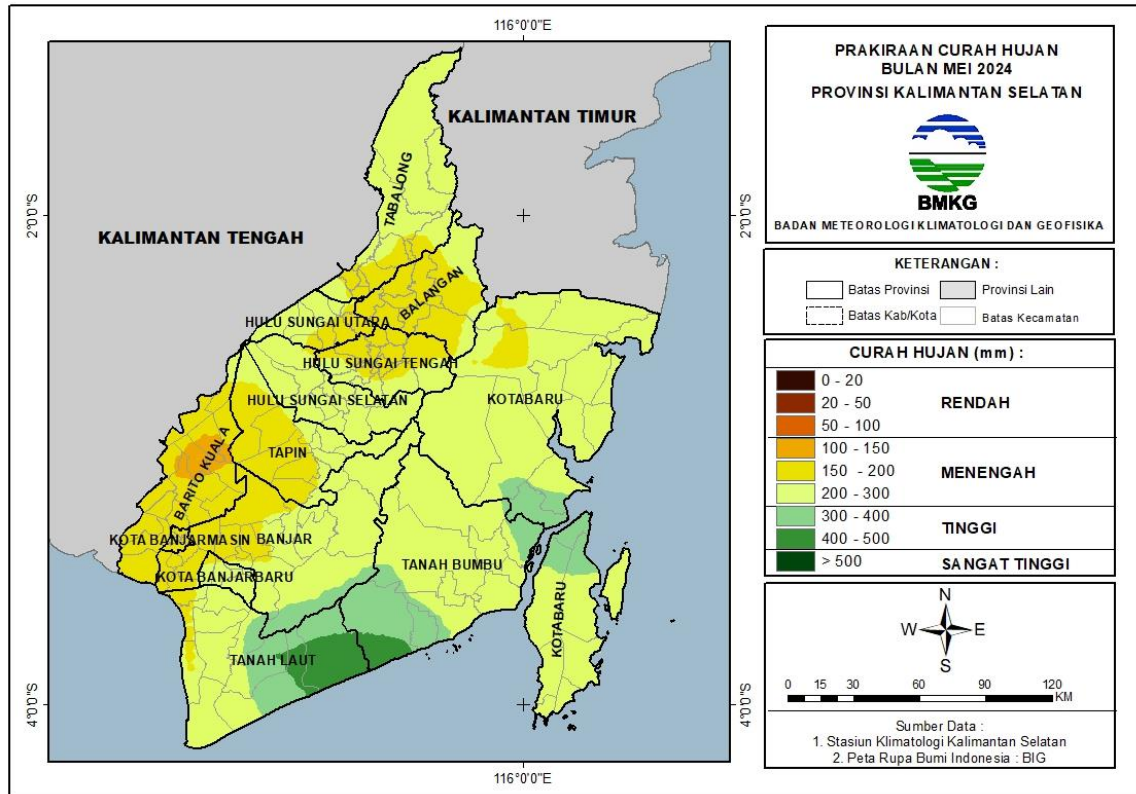 116°0'0"E
KALIMANTAN TIMUR
TABALONG
2°0'0"S
2°0'0"S
KALIMANTAN TENGAH
BALANGAN
HULU SUNGAI UTARA
HULU SUNGAI TENGAH
HULU SUNGAI SELATAN
KOTABARU
TAPIN
BARITO KUALA
KOTA BANJARMASIN
BANJAR
TANAH BUMBU
KOTA BANJARBARU
KOTABARU
TANAH LAUT
4°0'0"S
4°0'0"S
116°0'0"E
PRAKIRAAN CURAH HUJAN
BULAN MEI 2024
PROVINSI KALIMANTAN SELATAN
BMKG
BADAN METEOROLOGI KLIMATOLOGI DAN GEOFISIKA
KETERANGAN :
Batas Provinsi Provinsi Lain
Batas Kab/Kota Batas Kecamatan
CURAH HUJAN (mm) :
0 - 20
20 - 50 RENDAH
50 - 100
100 - 150
150 - 200 MENENGAH
200 - 300
300 - 400 TINGGI
400 - 500
> 500 SANGAT TINGGI
N
W E
S
0 15 30 60 90 120
KM
Sumber Data :
1. Stasiun Klimatologi Kalimantan Selatan
2. Peta Rupa Bumi Indonesia : BIG